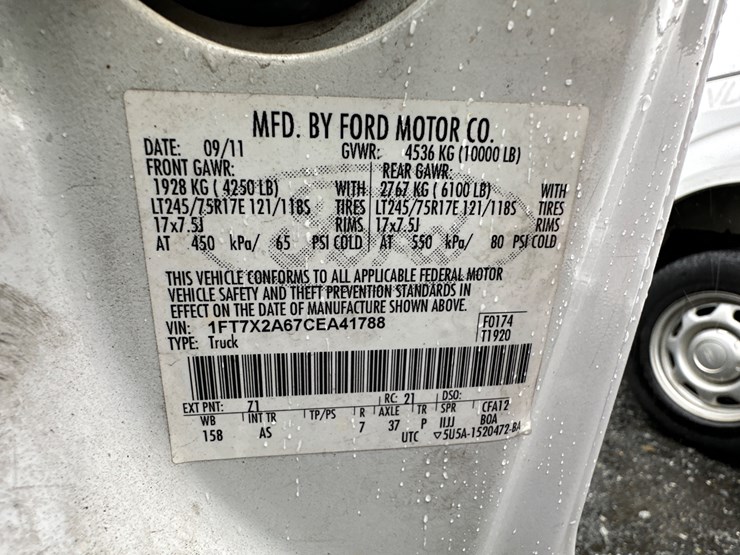 MFD. BY FORD MOTOR CO.
DATE: 09/11 GVWR: 4536 KG (10000 LB)
FRONT GAWR: REAR GAWR:
1928 KG ( 4250 LB) WITH 2767 KG ( 6100 LB) WITH
LT245/75R17E 121/118S TIRES LT245/75R17E 121/118S TIRES
17x7.5J RIMS 17x7.5J RIMS
AT 450 kPa/ 65 PSI COLD AT 550 kPa/ 80 PSI COLD
THIS VEHICLE CONFORMS TO ALL APPLICABLE FEDERAL MOTOR
VEHICLE SAFETY AND THEFT PREVENTION STANDARDS IN
EFFECT ON THE DATE OF MANUFACTURE SHOWN ABOVE.
VIN: 1FT7X2A67CEA41788 F0174
TYPE: Truck T1920
EXT PNT: Z1 RC: 21 DSO:
WB INT TR TP/PS R AXLE TR SPR CFA12
158 AS 7 37 P IIJJ BOA
UTC ▽5U5A-1520472-BA